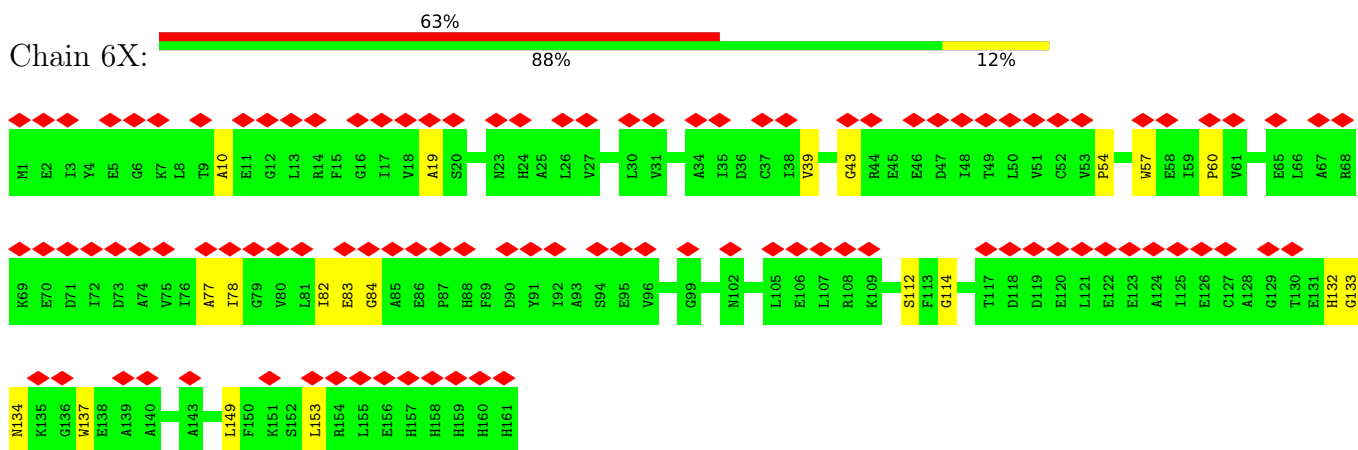 63%
Chain 6X:
88% 12%
M1 E2 I3 Y4 E5 G6 K7 L8 T9 A10 E11 G12 L13 R14 F15 G16 I17 V18 A19 S20 N23 H24 A25 L26 V27 L30 V31 A34 I35 D36 C37 I38 V39 G43 R44 E45 E46 D47 I48 T49 L50 V51 C52 V53 P54 W57 E58 I59 P60 V61 E65 L66 A67 R68
K69 E70 D71 I72 D73 A74 V75 I76 A77 I78 G79 V80 L81 I82 E83 G84 A85 E86 P87 H88 F89 D90 Y91 I92 A93 S94 E95 V96 G99 N102 L105 E106 L107 R108 K109 S112 F113 G114 T117 D118 D119 E120 L121 E122 E123 A124 I125 E126 C127 A128 G129 T130 E131 H132 G133
N134 K135 G136 W137 E138 A139 A140 A143 L149 F150 K151 S152 L153 R154 L155 E156 H157 H158 H159 H160 H161